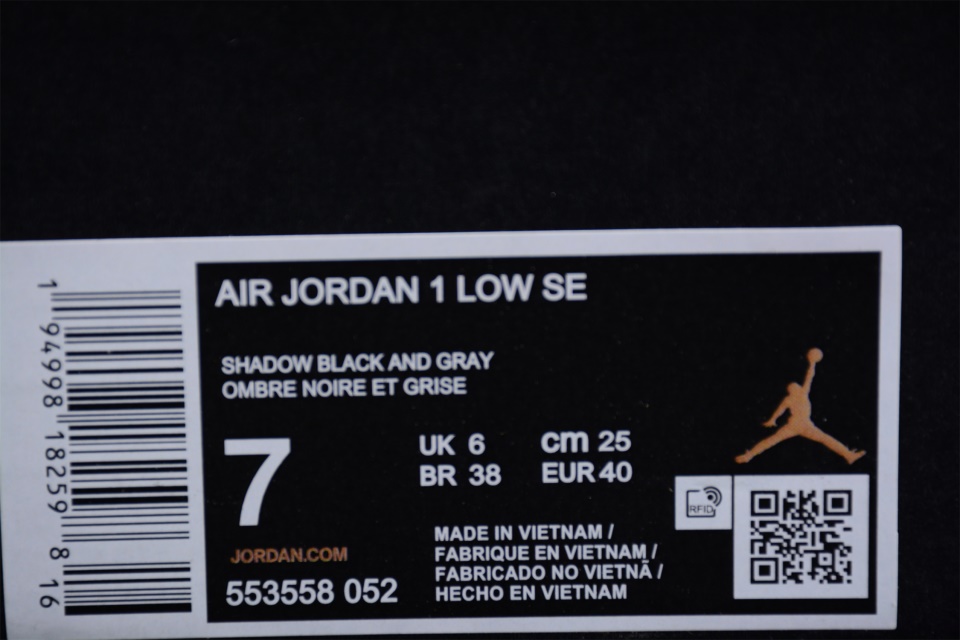 AIR JORDAN 1 LOW SE
SHADOW BLACK AND GRAY
OMBRE NOIRE ET GRISE
7
UK 6 cm 25
BR 38 EUR 40
RFID
MADE IN VIETNAM /
FABRIQUE EN VIETNAM /
FABRICADO NO VIETNÃ /
HECHO EN VIETNAM
JORDAN.COM
553558 052
1 94998 18259 8 16